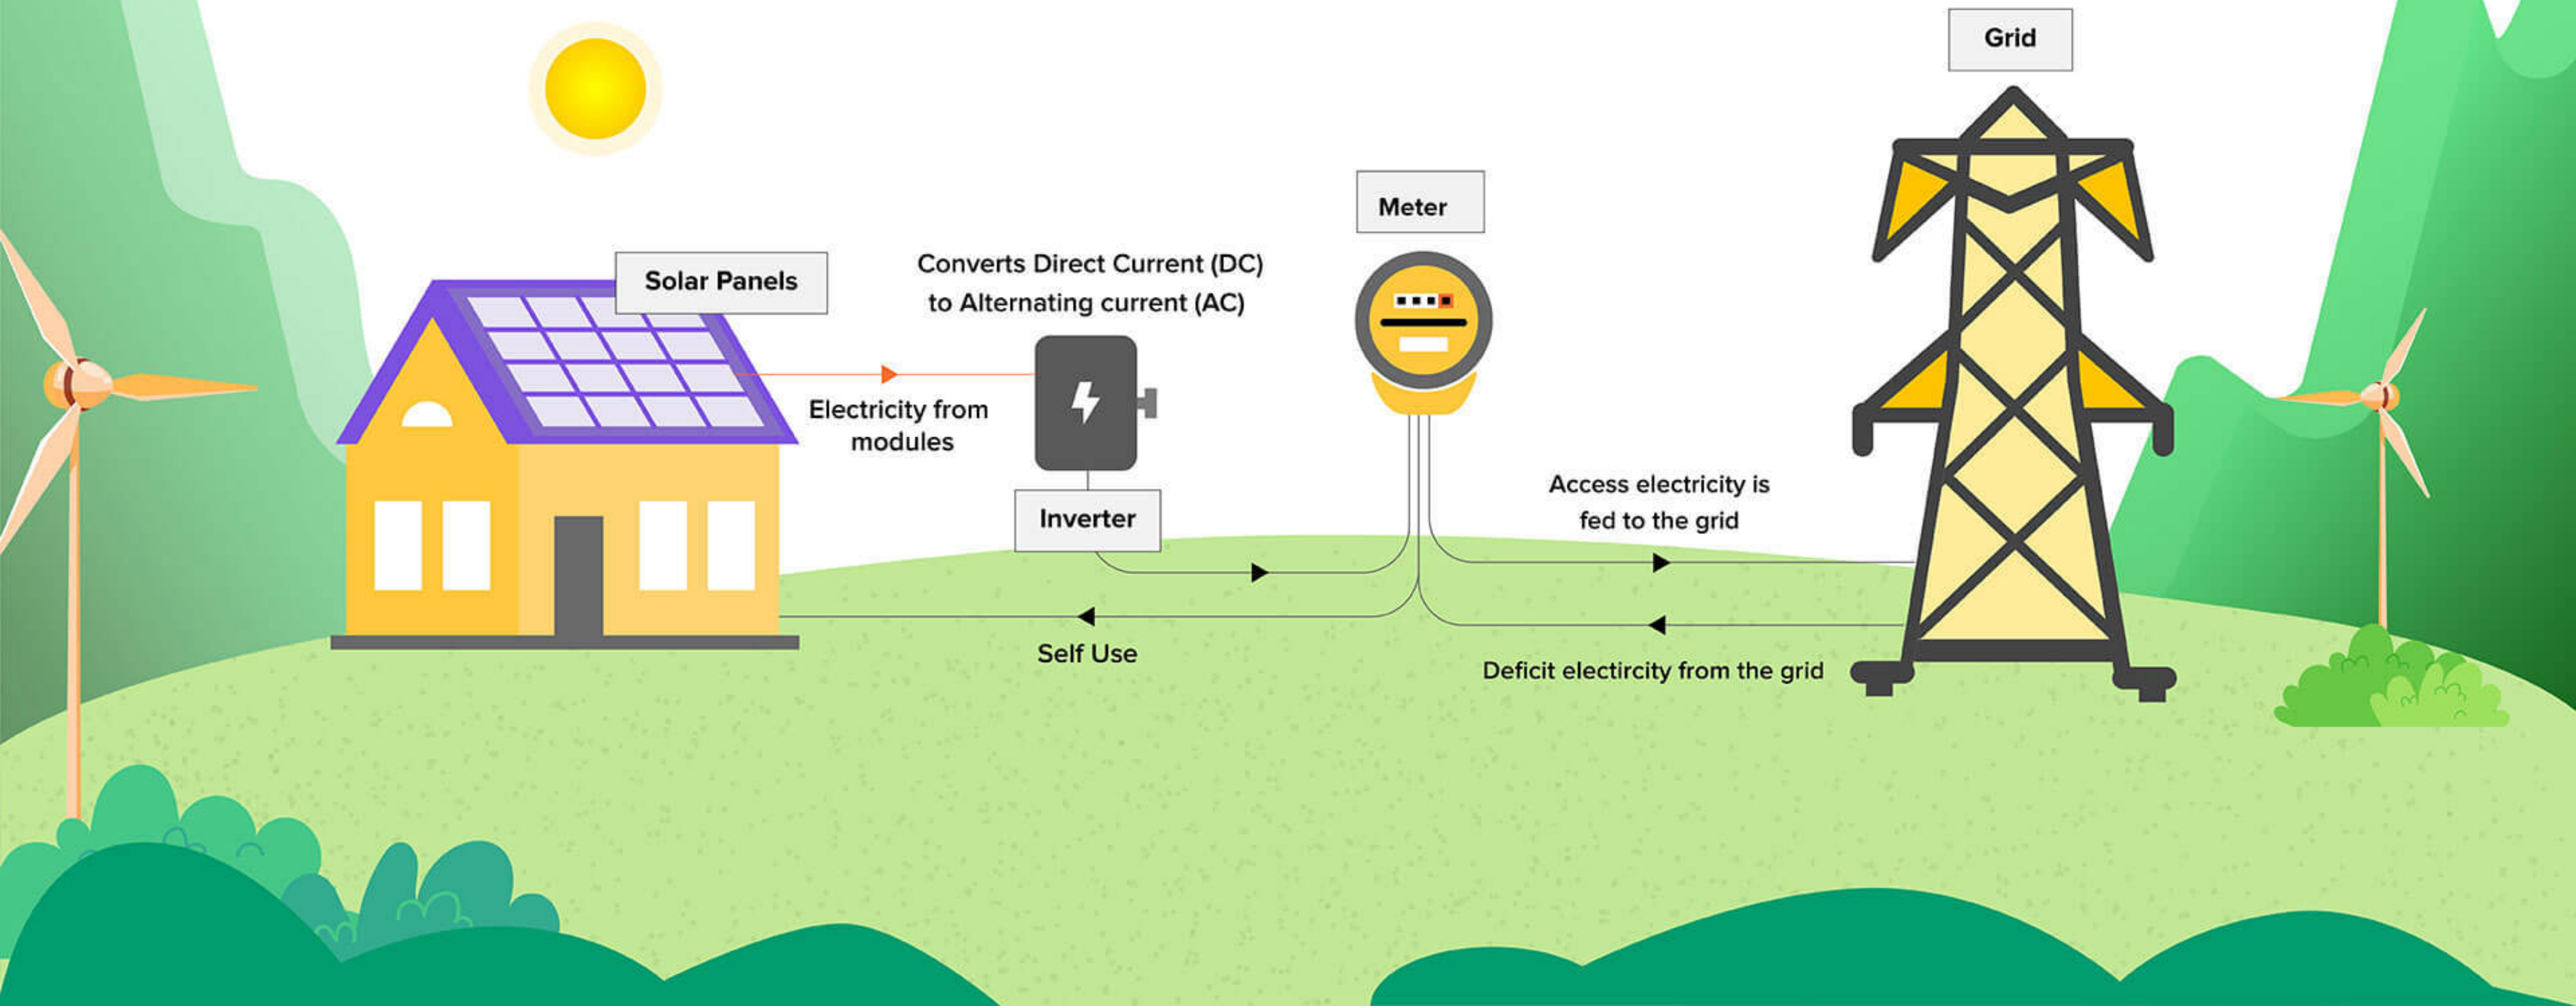 Grid
Meter
Solar Panels
Converts Direct Current (DC)
to Alternating current (AC)
Electricity from
modules
Inverter
Access electricity is
fed to the grid
Self Use
Deficit electircity from the grid